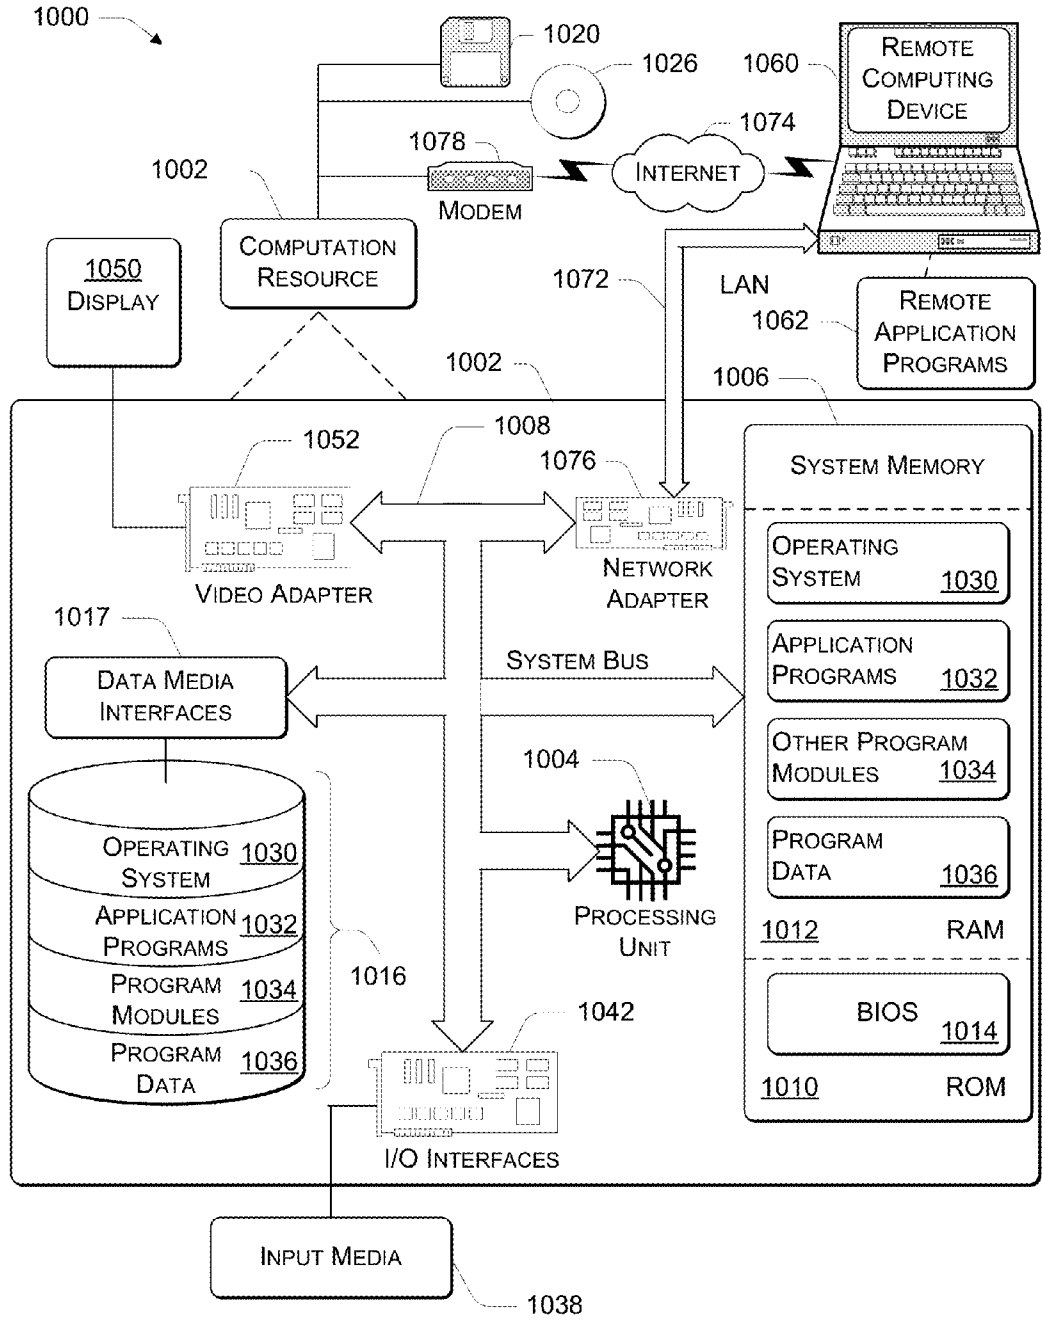 1000
1020
1026
1060
REMOTE
COMPUTING
DEVICE
1074
1078
INTERNET
MODEM
1002
COMPUTATION
RESOURCE
1050
DISPLAY
1072
LAN
1062
REMOTE
APPLICATION
PROGRAMS
1002
1006
1052
1008
1076
SYSTEM MEMORY
VIDEO ADAPTER
NETWORK
ADAPTER
OPERATING
SYSTEM 1030
1017
DATA MEDIA
INTERFACES
SYSTEM BUS
APPLICATION
PROGRAMS 1032
OTHER PROGRAM
MODULES 1034
1004
PROCESSING
UNIT
PROGRAM
DATA 1036
1012 RAM
OPERATING 1030
SYSTEM
APPLICATION 1032
PROGRAMS
PROGRAM 1034
MODULES
PROGRAM 1036
DATA
1016
BIOS 1014
1010 ROM
1042
I/O INTERFACES
INPUT MEDIA
1038